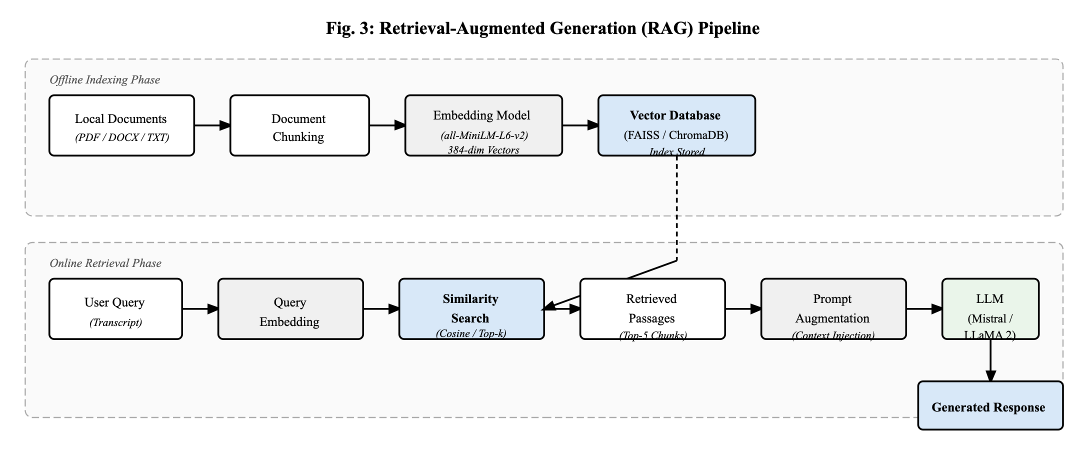 Fig. 3: Retrieval-Augmented Generation (RAG) Pipeline
Offline Indexing Phase
Local Documents
(PDF / DOCX / TXT)
Document
Chunking
Embedding Model
(all-MiniLM-L6-v2)
384-dim Vectors
Vector Database
(FAISS / ChromaDB)
Index Stored
Online Retrieval Phase
User Query
(Transcript)
Query
Embedding
Similarity
Search
(Cosine / Top-k)
Retrieved
Passages
(Top-5 Chunks)
Prompt
Augmentation
(Context Injection)
LLM
(Mistral /
LLaMA 2)
Generated Response